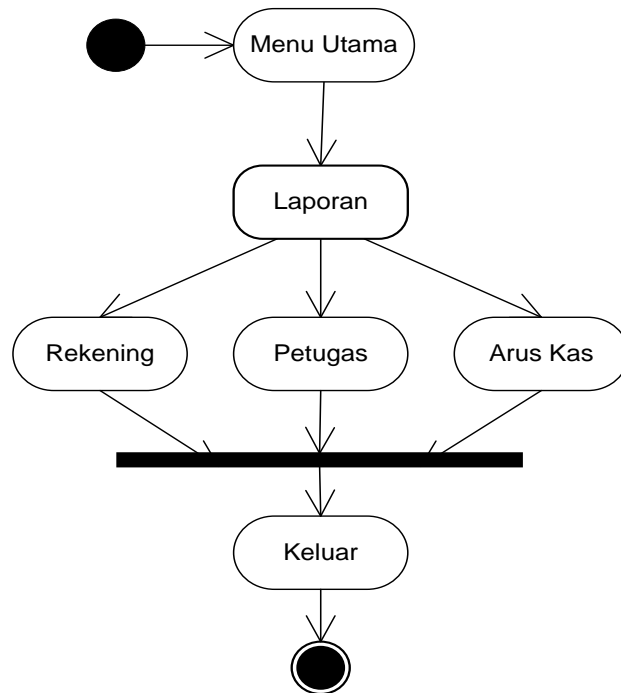 Menu Utama
Laporan
Rekening
Petugas
Arus Kas
Keluar